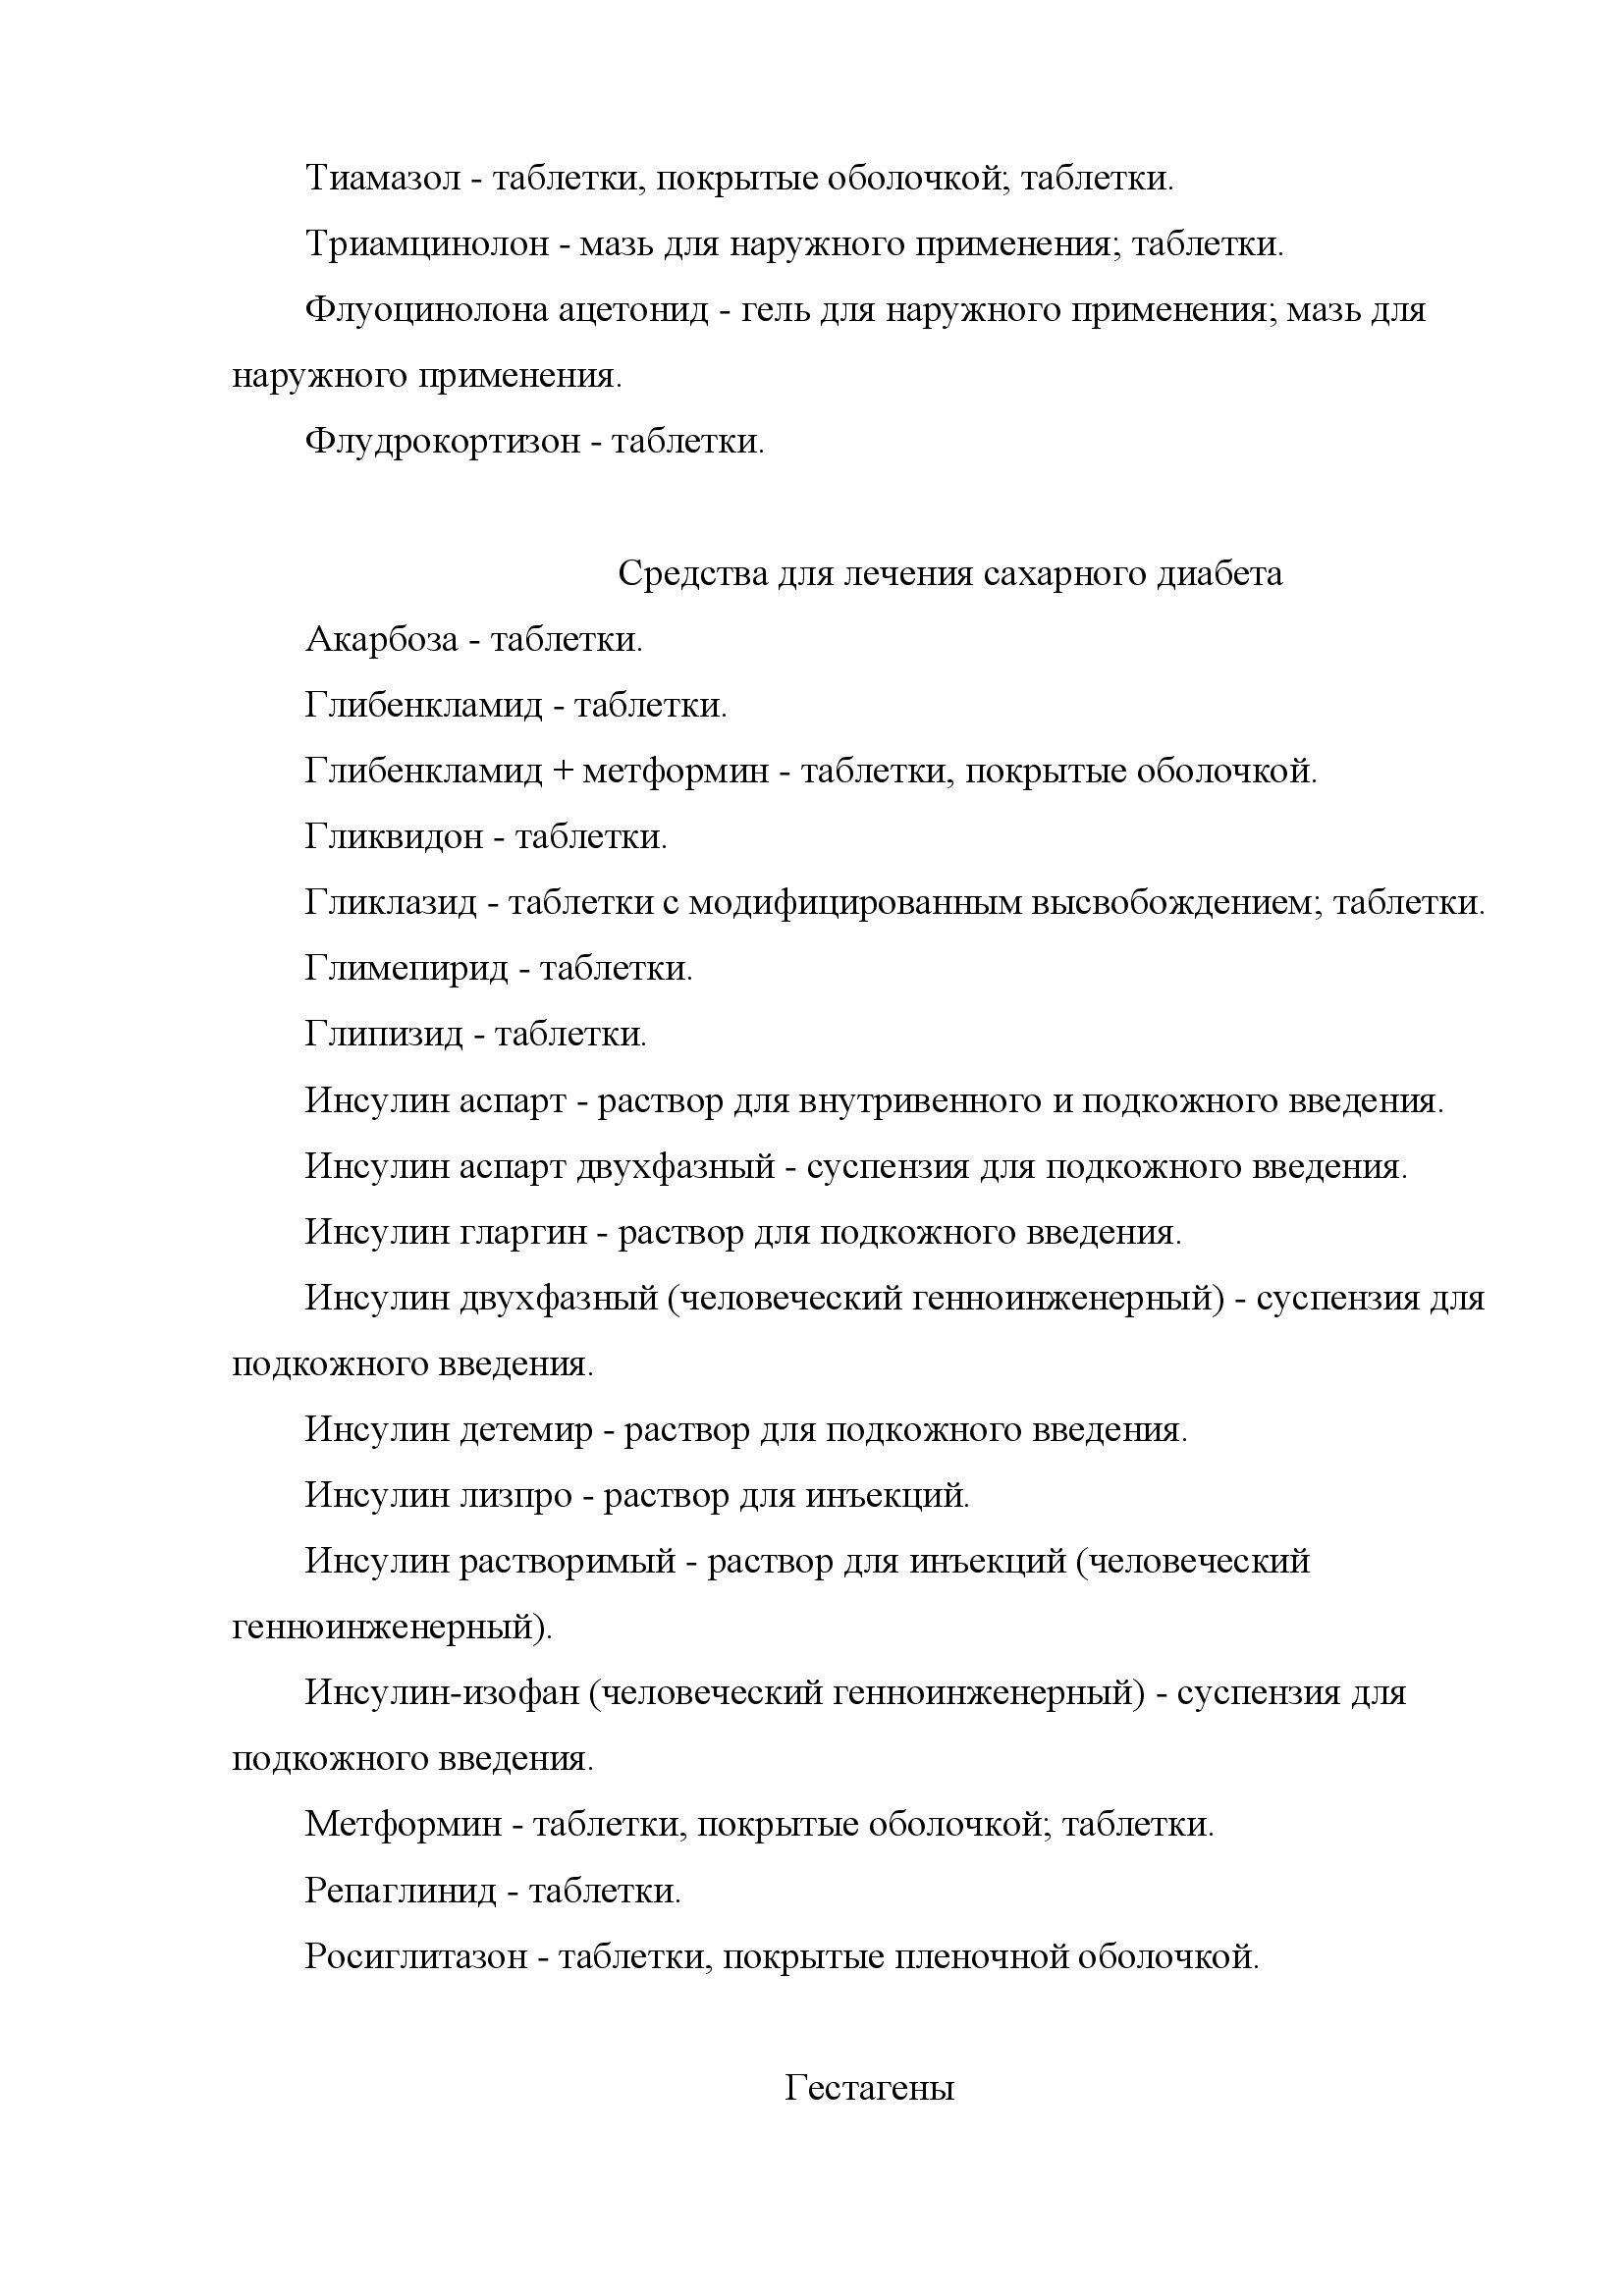 Тиамазол - таблетки, покрытые оболочкой; таблетки.
Триамцинолон - мазь для наружного применения; таблетки.
Флуоцинолона ацетонид - гель для наружного применения; мазь для
наружного применения.
Флудрокортизон - таблетки.
Средства для лечения сахарного диабета
Акарбоза - таблетки.
Глибенкламид - таблетки.
Глибенкламид + метформин - таблетки, покрытые оболочкой.
Гликвидон - таблетки.
Гликлазид - таблетки с модифицированным высвобождением; таблетки.
Глимепирид - таблетки.
Глипизид - таблетки.
Инсулин аспарт - раствор для внутривенного и подкожного введения.
Инсулин аспарт двухфазный - суспензия для подкожного введения.
Инсулин гларгин - раствор для подкожного введения.
Инсулин двухфазный (человеческий генноинженерный) - суспензия для
подкожного введения.
Инсулин детемир - раствор для подкожного введения.
Инсулин лизпро - раствор для инъекций.
Инсулин растворимый - раствор для инъекций (человеческий
генноинженерный).
Инсулин-изофан (человеческий генноинженерный) - суспензия для
подкожного введения.
Метформин - таблетки, покрытые оболочкой; таблетки.
Репаглинид - таблетки.
Росиглитазон - таблетки, покрытые пленочной оболочкой.
Гестагены